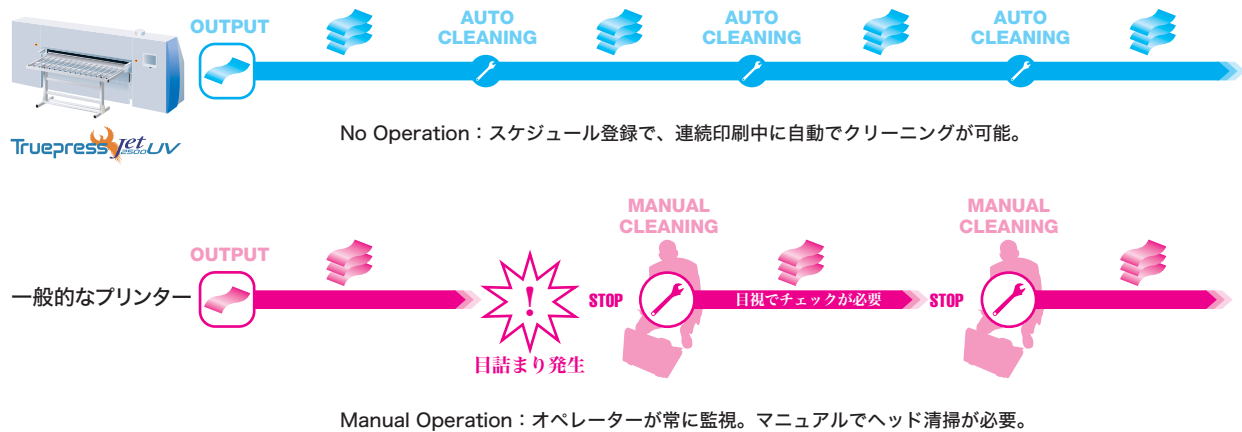 OUTPUT
AUTO
CLEANING
AUTO
CLEANING
AUTO
CLEANING
Truepress Jet 2500 UV
No Operation：スケジュール登録で、連続印刷中に自動でクリーニングが可能。
MANUAL
CLEANING
MANUAL
CLEANING
OUTPUT
一般的なプリンター
!
STOP
目視でチェックが必要
STOP
目詰まり発生
Manual Operation：オペレーターが常に監視。マニュアルでヘッド清掃が必要。